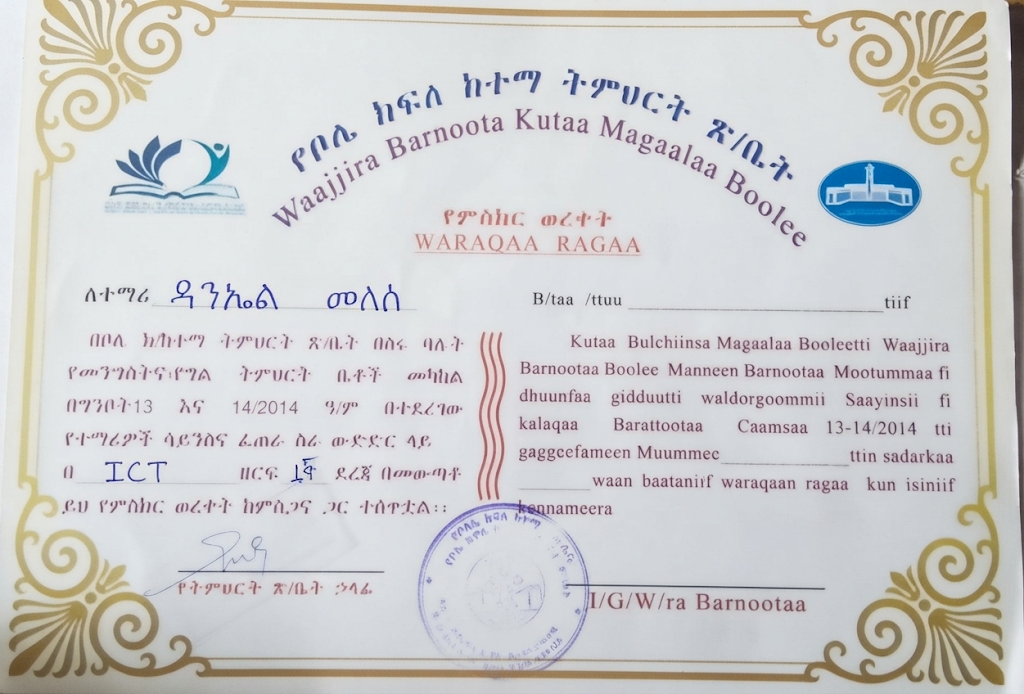 የቦሌ ክፍለ ከተማ ትምህርት ጽ/ቤት
Waajjira Barnoota Kutaa Magaalaa Boolee
የምስክር ወረቀት
WARAQAA RAGAA
ለተማሪ ዳንኤል መለሰ
በቦሌ ክ/ከተማ ትምህርት ጽ/ቤት በስሩ ባሉት
የመንግስትና፡የግል ትምህርት ቤቶች መካከል
በግንቦት13 እና 14/2014 ዓ/ም በተደረገው
የተማሪዎች ሳይንስና ፈጠራ ስራ ውድድር ላይ
በ ICT ዘርፍ 1ኛ ደረጃ በመውጣቶ
ይህ የምስክር ወረቀት ከምስጋና ጋር ተሰጥቷል፡፡
የትምህርት ጽ/ቤት ኃላፊ
B/taa /ttuu tiif
Kutaa Bulchiinsa Magaalaa Booleetti Waajjira
Barnootaa Boolee Manneen Barnootaa Mootummaa fi
dhuunfaa gidduutti waldorgoommii Saayinsii fi
kalaqaa Barattootaa Caamsaa 13-14/2014 tti
gaggeefameen Muummee ttin sadarkaa
waan baataniif waraqaan ragaa kun isiniif
kennameera
I/G/W/ra Barnootaa